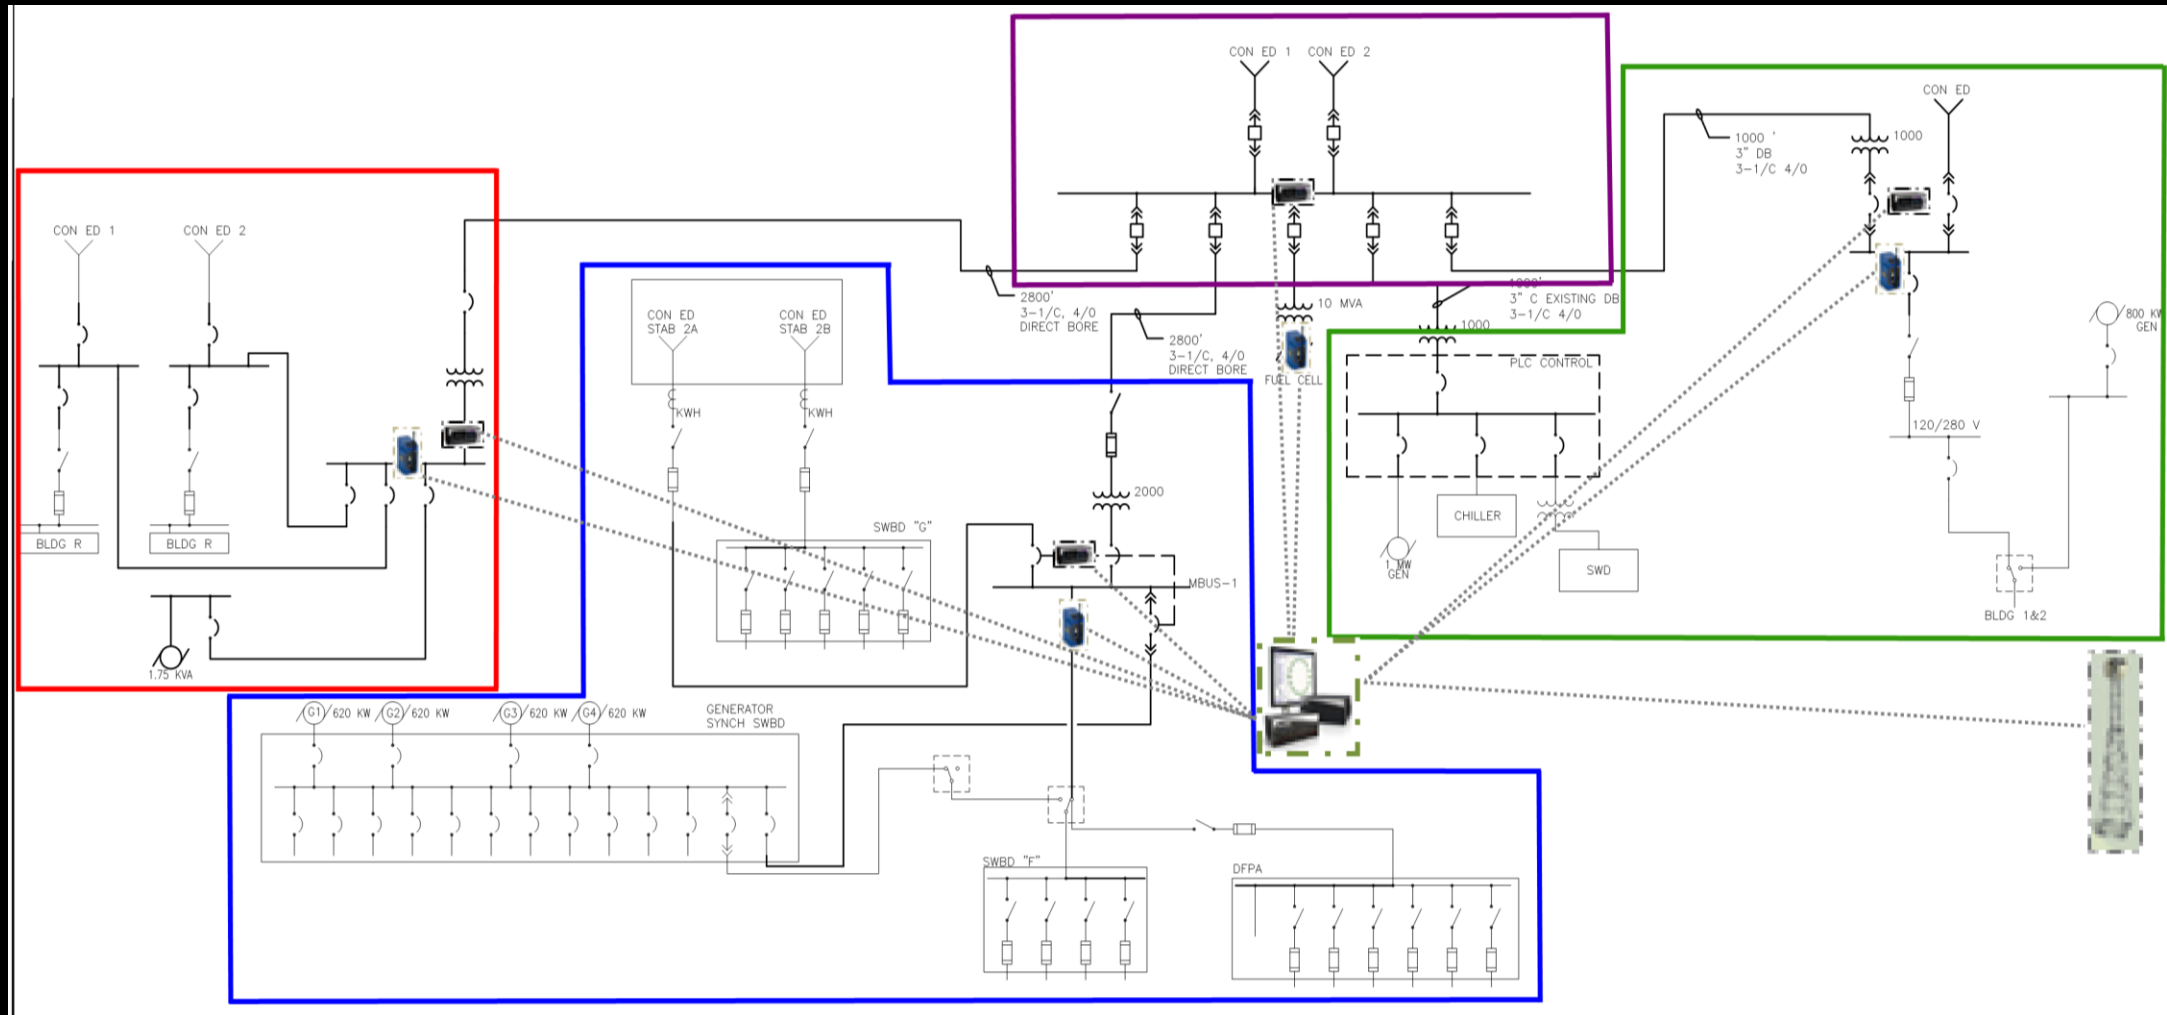 CON ED 1
CON ED 2
CON ED
1000 '
3" DB
3-1/C 4/0
1000
CON ED 1
CON ED 2
2800'
3-1/C, 4/0
DIRECT BORE
2800'
3-1/C, 4/0
DIRECT BORE
10 MVA
FUEL CELL
3" C EXISTING DB
3-1/C 4/0
1000
PLC CONTROL
800 KW
GEN
120/280 V
CON ED
STAB 2A
CON ED
STAB 2B
KWH
KWH
2000
CHILLER
1 MW
GEN
SWD
BLDG 1&2
SWBD "G"
MBUS-1
BLDG R
BLDG R
1.75 KVA
G1 620 KW
G2 620 KW
G3 620 KW
G4 620 KW
GENERATOR
SYNCH SWBD
SWBD "F"
DFPA